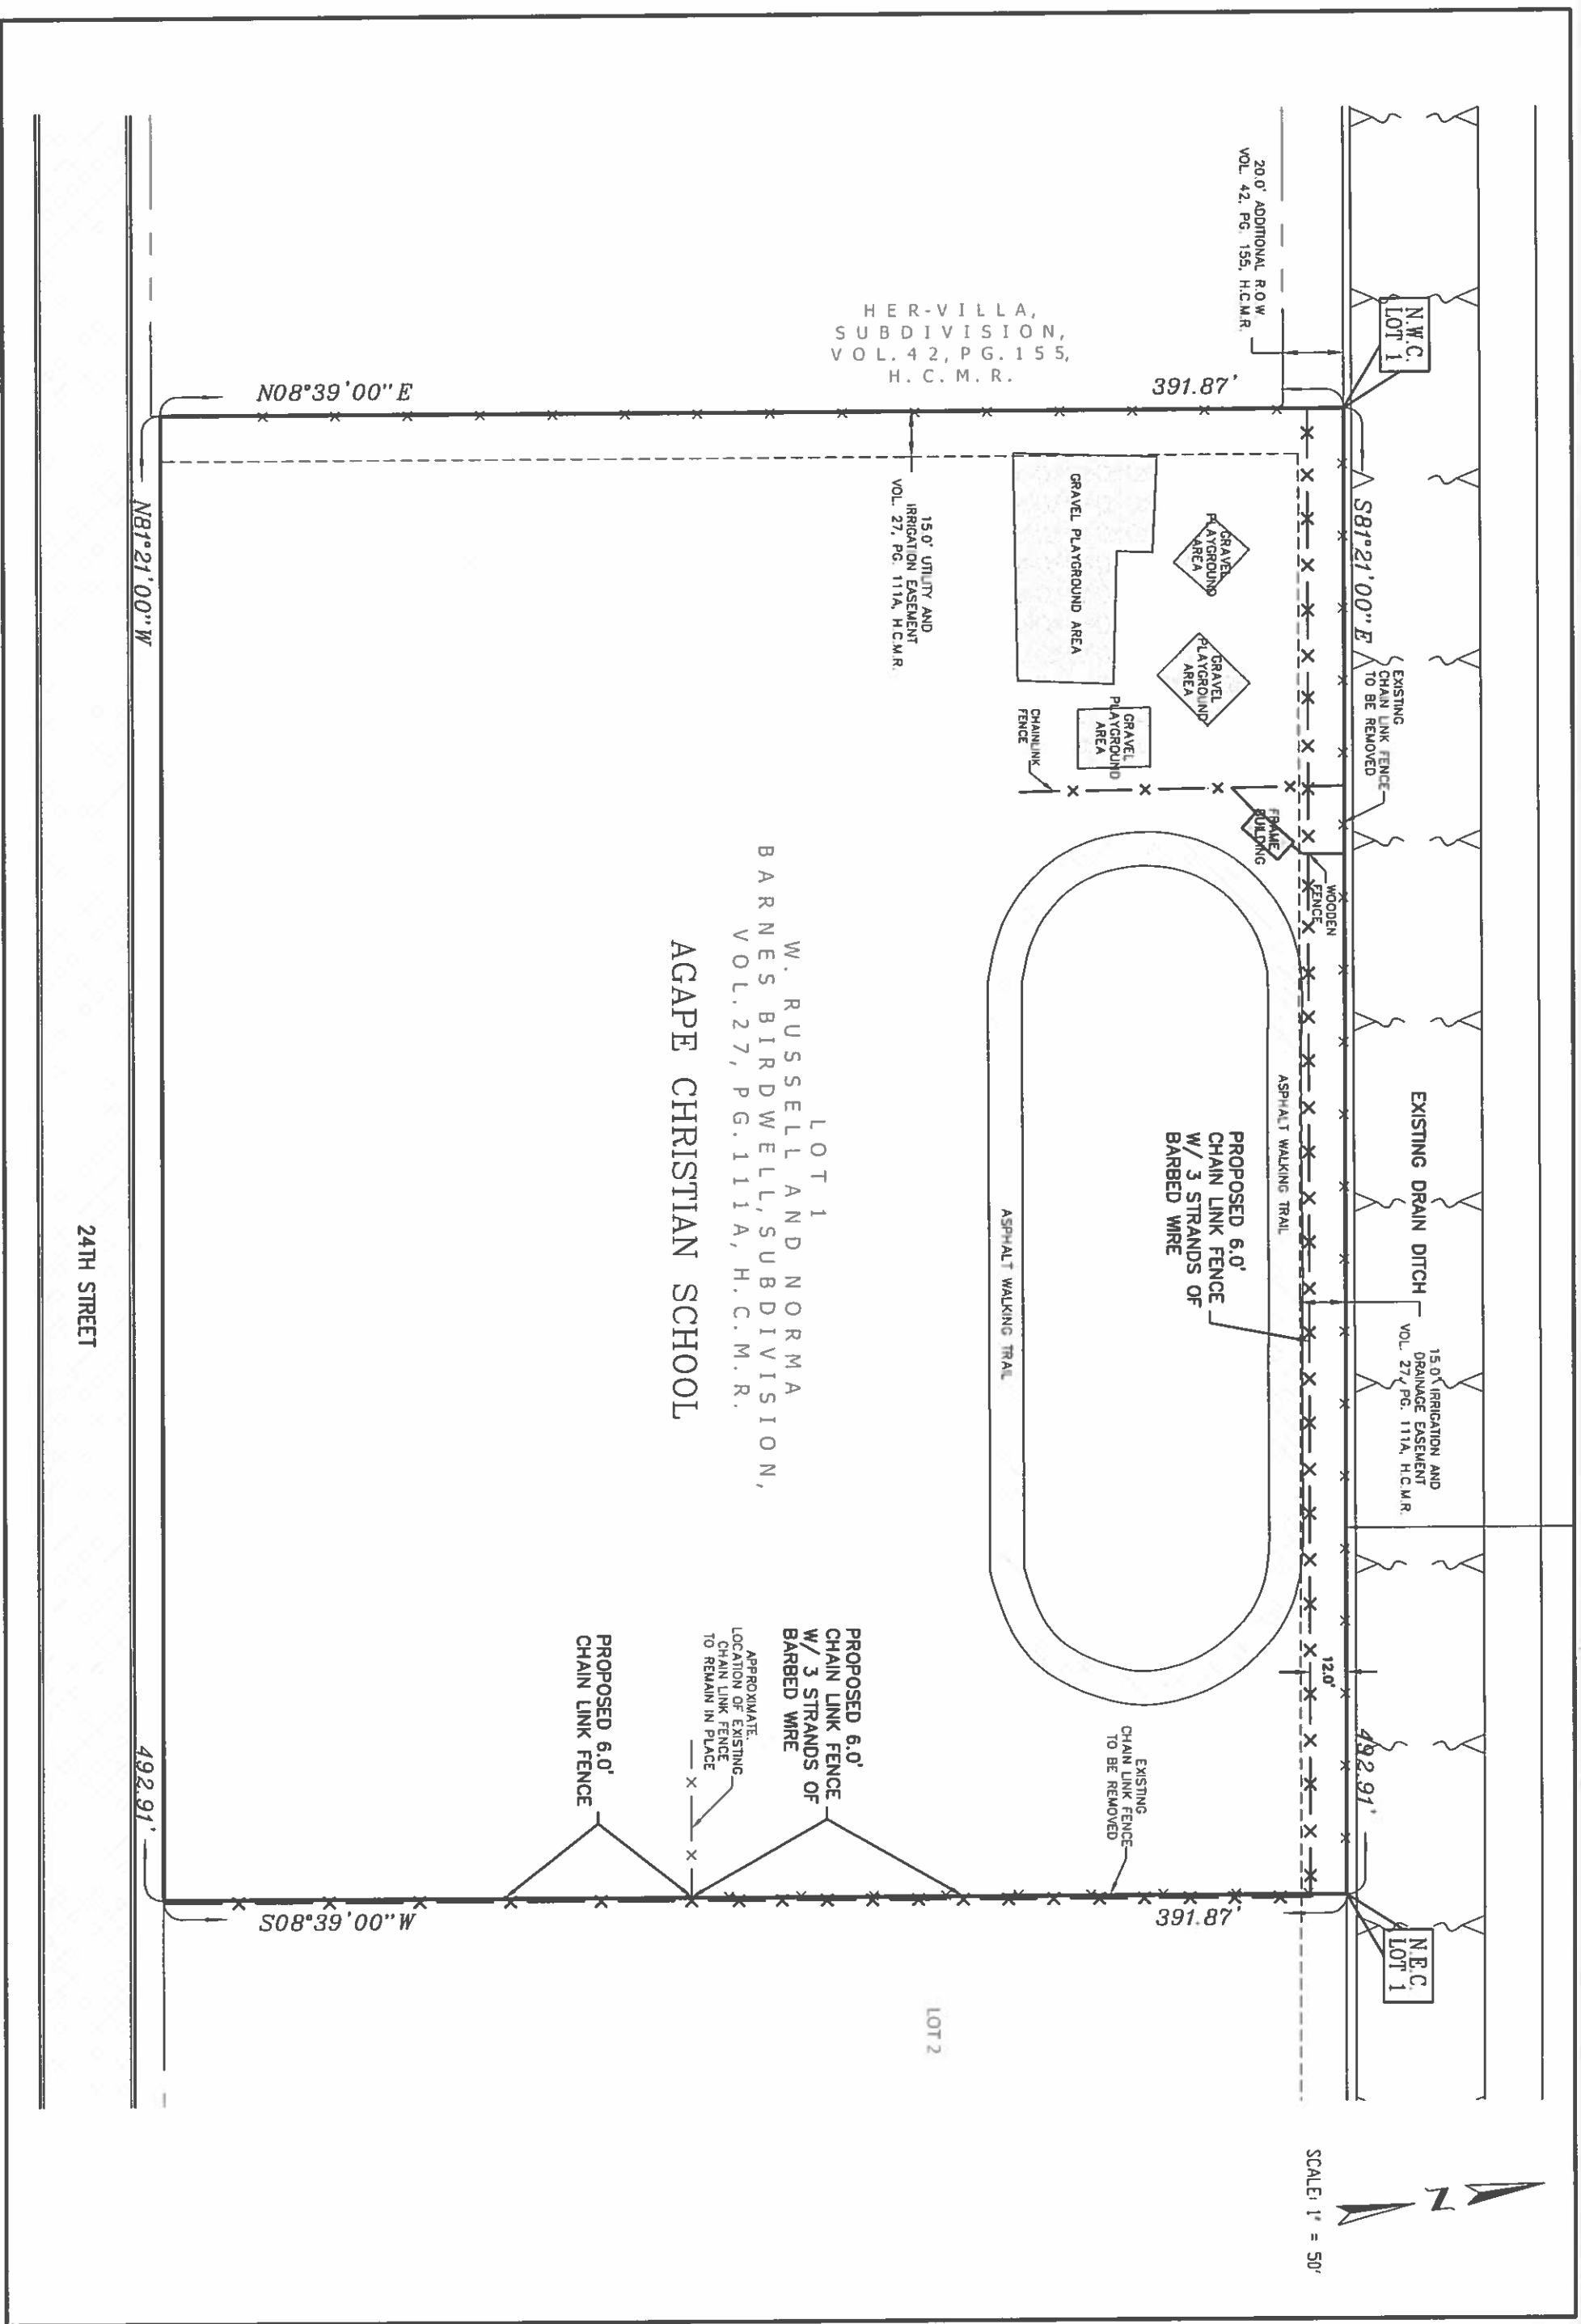 N.W.C.
LOT 1
N.E.C.
LOT 1
EXISTING DRAIN DITCH
15.0' IRRIGATION AND
DRAINAGE EASEMENT
VOL. 27, PG. 111A, H.C.M.R.
S81°21'00"E
492.91'
EXISTING
CHAIN LINK FENCE
TO BE REMOVED
20.0' ADDITIONAL R.O.W.
VOL. 42, PG. 155, H.C.M.R.
12.0'
WOODEN
FENCE
FRAME
BUILDING
ASPHALT WALKING TRAIL
PROPOSED 6.0'
CHAIN LINK FENCE
W/ 3 STRANDS OF
BARBED WIRE
GRAVEL
PLAYGROUND
AREA
GRAVEL
PLAYGROUND
AREA
GRAVEL
PLAYGROUND
AREA
GRAVEL PLAYGROUND AREA
CHAINLINK
FENCE
ASPHALT WALKING TRAIL
391.87'
391.87'
EXISTING
CHAIN LINK FENCE
TO BE REMOVED
HER-VILLA,
SUBDIVISION,
VOL. 42, PG. 155,
H.C.M.R.
15.0' UTILITY AND
IRRIGATION EASEMENT
VOL. 27, PG. 111A, H.C.M.R.
LOT 2
LOT 1
W. RUSSELL AND NORMA
BARNES BIRDWELL, SUBDIVISION,
VOL. 27, PG. 111A, H.C.M.R.
AGAPE CHRISTIAN SCHOOL
PROPOSED 6.0'
CHAIN LINK FENCE
W/ 3 STRANDS OF
BARBED WIRE
APPROXIMATE
LOCATION OF EXISTING
CHAIN LINK FENCE
TO REMAIN IN PLACE
PROPOSED 6.0'
CHAIN LINK FENCE
N08°39'00"E
S08°39'00"W
N81°21'00"W
492.91'
24TH STREET
N
SCALE: 1" = 50'